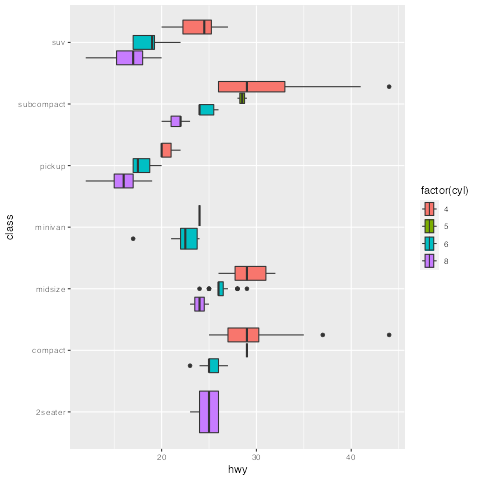 suv
subcompact
pickup
minivan
midsize
compact
2seater
class
20
30
40
hwy
factor(cyl)
4
5
6
8